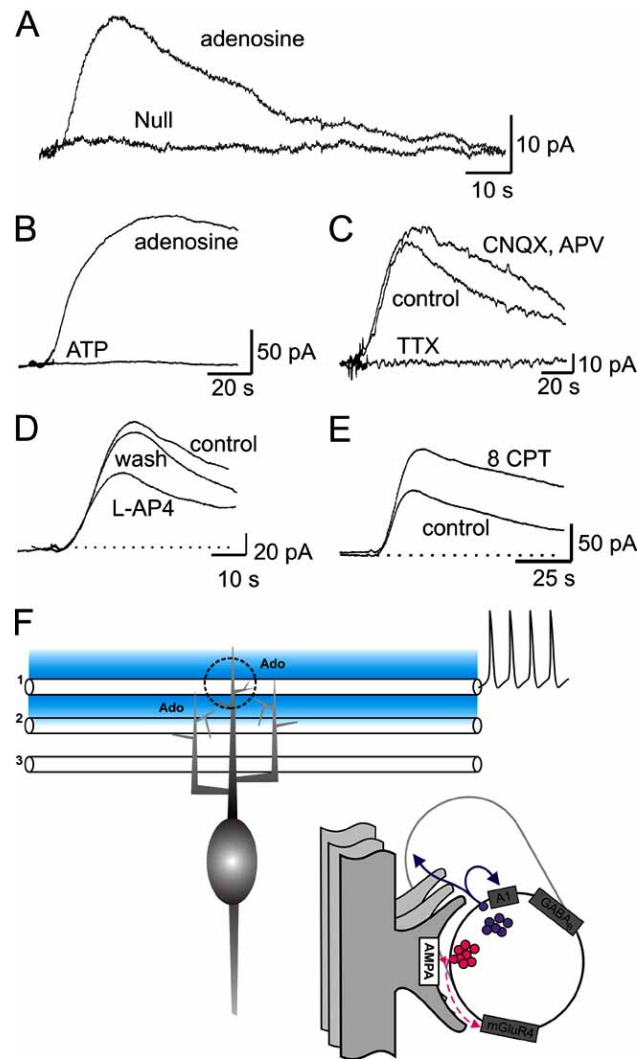 A
adenosine
Null
10 pA
10 s
B
adenosine
ATP
50 pA
20 s
C
CNQX, APV
control
TTX
10 pA
20 s
D
control
wash
L-AP4
20 pA
10 s
E
8 CPT
control
50 pA
25 s
F
Ado
1
Ado
2
3
A1
GABAB
AMPA
mGluR4